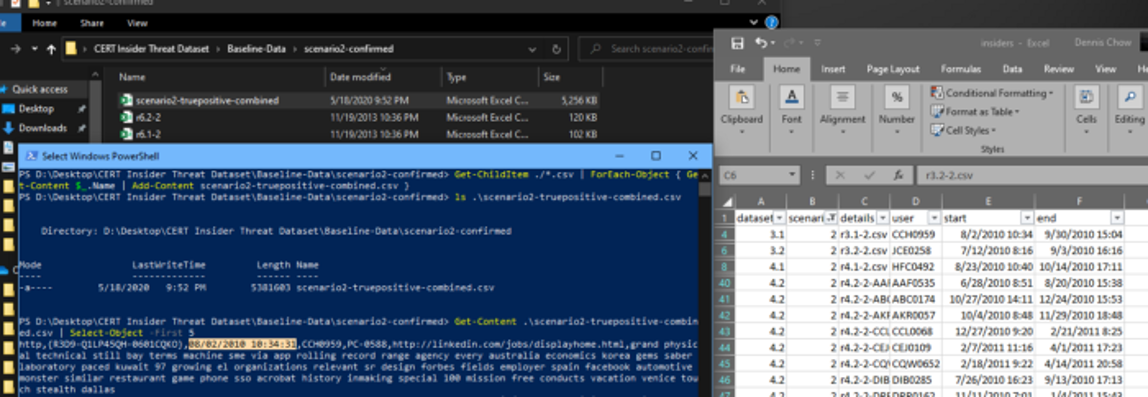 scenario2-confirmed
Home Share View
CERT Insider Threat Dataset › Baseline-Data › scenario2-confirmed
Search scenario2-confirm
Name Date modified Type Size
Quick access
Desktop
Downloads
scenario2-truepositive-combined 5/18/2020 9:52 PM Microsoft Excel C... 5,256 KB
r6.2-2 11/19/2013 10:36 PM Microsoft Excel C... 120 KB
r6.1-2 11/19/2013 10:36 PM Microsoft Excel C... 102 KB
Select Windows PowerShell
PS D:\Desktop\CERT Insider Threat Dataset\Baseline-Data\scenario2-confirmed> Get-ChildItem ./*.csv | ForEach-Object { Ge
t-Content $_.Name | Add-Content scenario2-truepositive-combined.csv }
PS D:\Desktop\CERT Insider Threat Dataset\Baseline-Data\scenario2-confirmed> ls .\scenario2-truepositive-combined.csv
Directory: D:\Desktop\CERT Insider Threat Dataset\Baseline-Data\scenario2-confirmed
Mode LastWriteTime Length Name
---- ------------- ------ ----
-a---- 5/18/2020 9:52 PM 5381603 scenario2-truepositive-combined.csv
PS D:\Desktop\CERT Insider Threat Dataset\Baseline-Data\scenario2-confirmed> Get-Content .\scenario2-truepositive-combin
ed.csv | Select-Object -First 5
http,{R3D9-Q1LP45QH-0601CQKO},08/02/2010 10:34:31,CCH0959,PC-0588,http://linkedin.com/jobs/displayhome.html,grand physic
al technical still bay terms machine sme via app rolling record range agency every australia economics korea gems saber
laboratory paced kuwait 97 growing el organizations relevant sr design forbes fields employer spain facebook automotive
monster similar restaurant game phone sso acrobat history inmaking special 100 mission free conducts vacation venice tou
ch stealth dallas
insiders - Excel Dennis Chow
File Home Insert Page Layout Formulas Data Review View He
Clipboard Font Alignment Number
Conditional Formatting
Format as Table
Cell Styles
Styles
Cells Editing
C6 fx r3.2-2.csv
A B C D E F
1 dataset scenari details user start end
4 3.1 2 r3.1-2.csv CCH0959 8/2/2010 10:34 9/30/2010 15:04
6 3.2 2 r3.2-2.csv JCE0258 7/12/2010 8:16 9/3/2010 16:16
8 4.1 2 r4.1-2.csv HFC0492 8/23/2010 10:40 10/14/2010 17:11
40 4.2 2 r4.2-2-AAF AAF0535 6/28/2010 8:51 8/20/2010 15:38
41 4.2 2 r4.2-2-ABC ABC0174 10/27/2010 14:11 12/24/2010 15:53
42 4.2 2 r4.2-2-AKR AKR0057 10/4/2010 8:48 11/29/2010 15:27
43 4.2 2 r4.2-2-CCL CCL0068 12/27/2010 9:20 2/21/2011 8:25
44 4.2 2 r4.2-2-CEJ CEJ0109 2/7/2011 11:16 4/1/2011 17:23
45 4.2 2 r4.2-2-CQW CQW0652 2/18/2011 9:22 4/14/2011 20:58
46 4.2 2 r4.2-2-DIB DIB0285 7/26/2010 16:23 9/13/2010 17:13